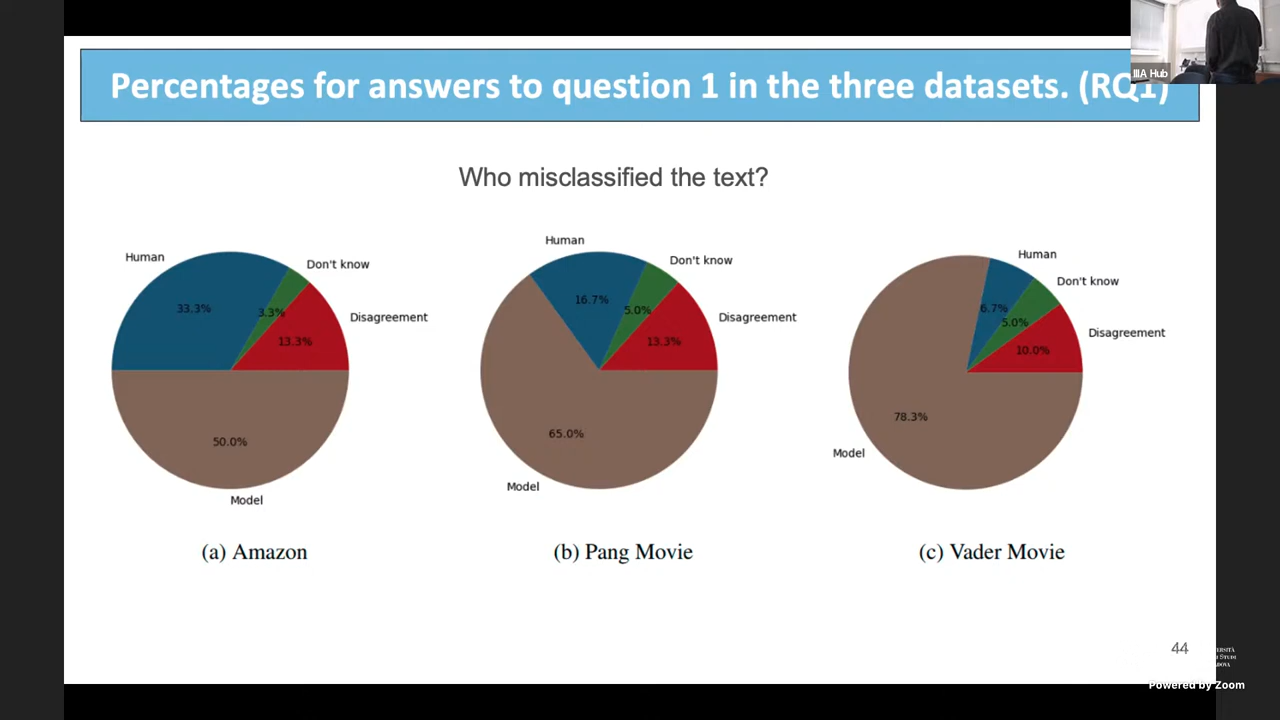 IIIA Hub
Percentages for answers to question 1 in the three datasets. (RQ1)
Who misclassified the text?
Human
Don't know
Disagreement
33.3%
3.3%
13.3%
50.0%
Model
(a) Amazon
Human
Don't know
Disagreement
16.7%
5.0%
13.3%
65.0%
Model
(b) Pang Movie
Human
Don't know
Disagreement
6.7%
5.0%
10.0%
78.3%
Model
(c) Vader Movie
44
Powered by Zoom